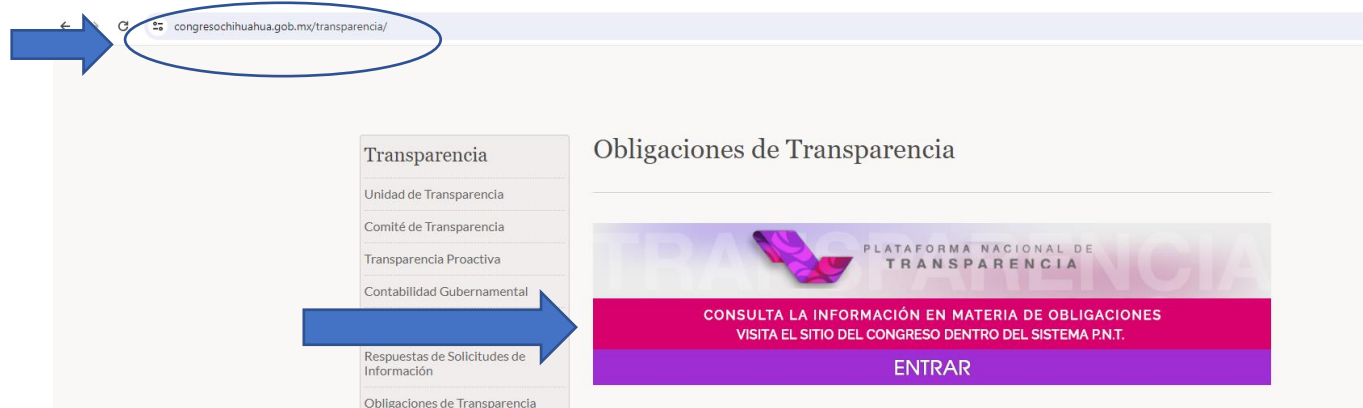 congresochihuahua.gob.mx/transparencia/
Transparencia
Unidad de Transparencia
Comité de Transparencia
Transparencia Proactiva
Contabilidad Gubernamental
Respuestas de Solicitudes de
Información
Obligaciones de Transparencia
Obligaciones de Transparencia
TRANSPARENCIA
PLATAFORMA NACIONAL DE
TRANSPARENCIA
CONSULTA LA INFORMACIÓN EN MATERIA DE OBLIGACIONES
VISITA EL SITIO DEL CONGRESO DENTRO DEL SISTEMA P.N.T.
ENTRAR